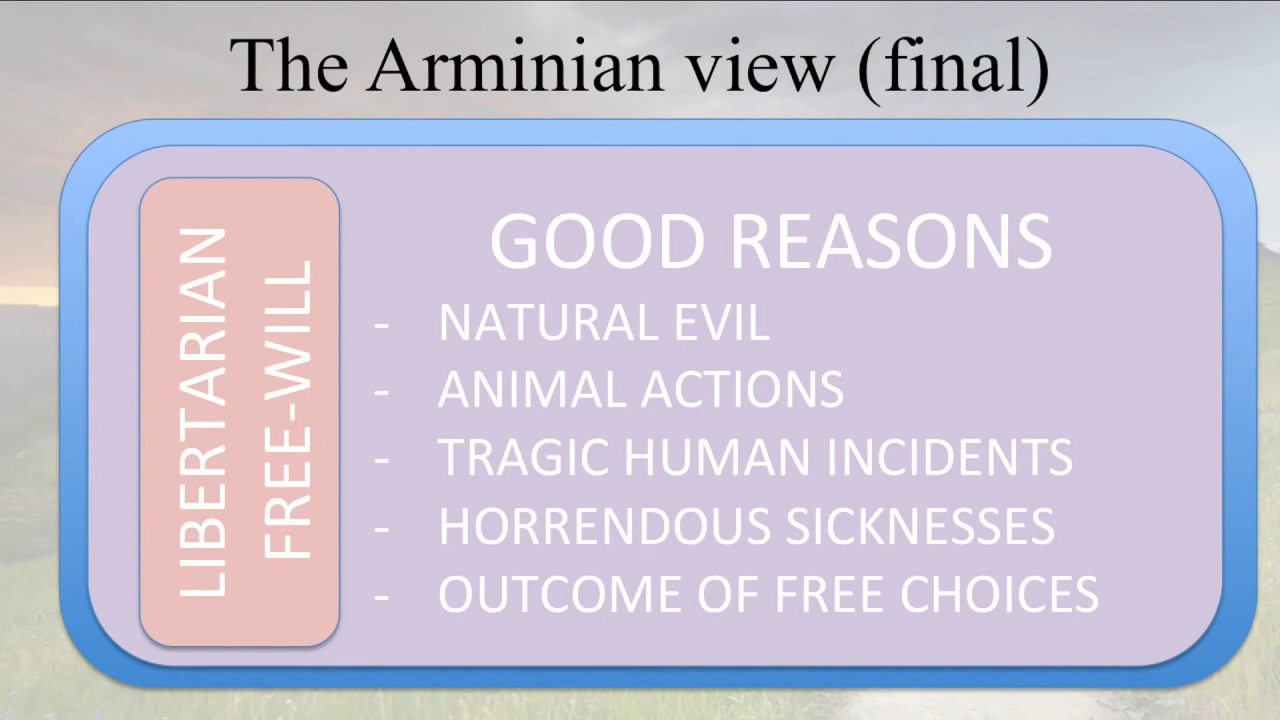 The Arminian view (final)
LIBERTARIAN
FREE-WILL
GOOD REASONS
- NATURAL EVIL
- ANIMAL ACTIONS
- TRAGIC HUMAN INCIDENTS
- HORRENDOUS SICKNESSES
- OUTCOME OF FREE CHOICES